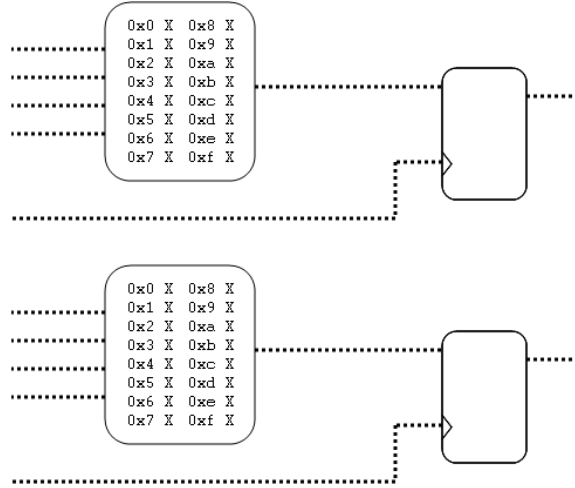 0x0 X 0x8 X
0x1 X 0x9 X
0x2 X 0xa X
0x3 X 0xb X
0x4 X 0xc X
0x5 X 0xd X
0x6 X 0xe X
0x7 X 0xf X
0x0 X 0x8 X
0x1 X 0x9 X
0x2 X 0xa X
0x3 X 0xb X
0x4 X 0xc X
0x5 X 0xd X
0x6 X 0xe X
0x7 X 0xf X